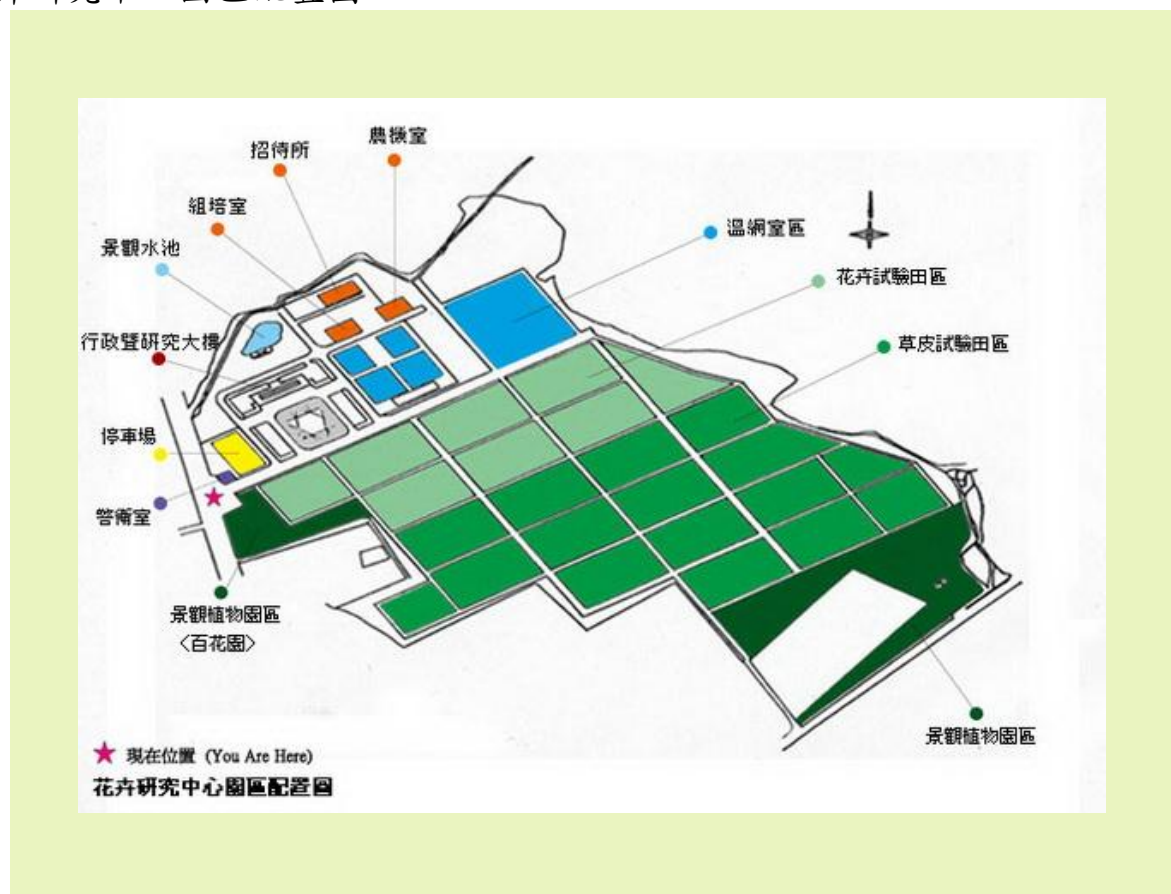 農機室
招待所
組培室
景觀水池
溫網室區
花卉試驗田區
行政暨研究大樓
草皮試驗田區
停車場
警衛室
景觀植物園區
〈百花園〉
景觀植物園區
★ 現在位置 (You Are Here)
花卉研究中心園區配置圖